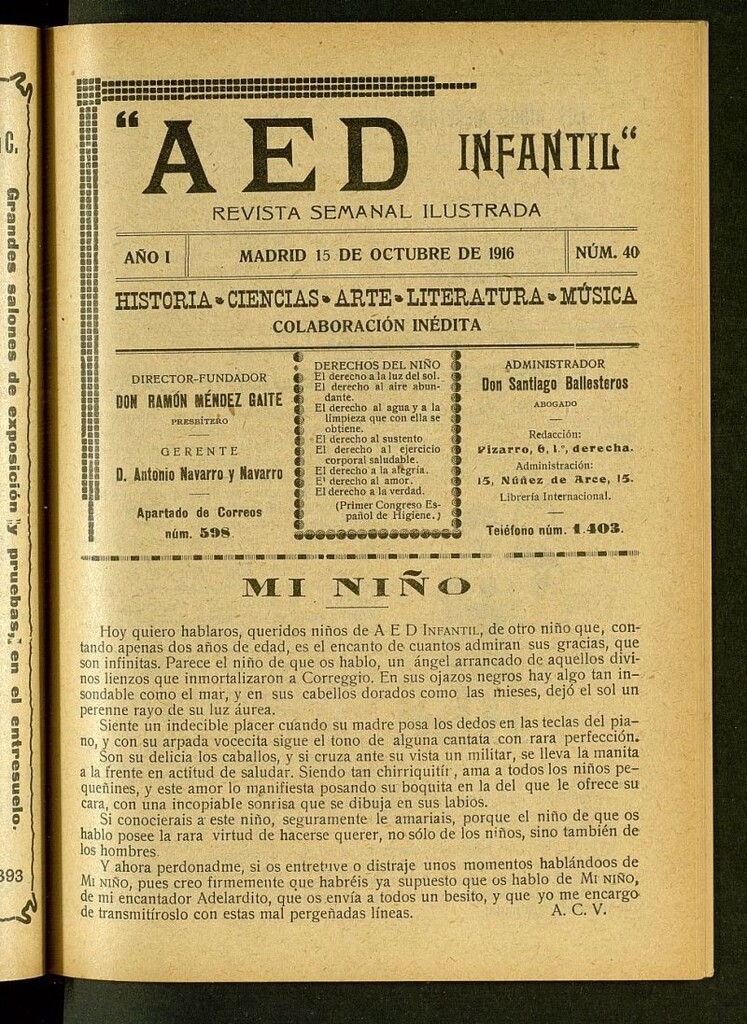 C.
Grandes salones de exposición y pruebas, en el entresuelo.
393
"AED INFANTIL"
REVISTA SEMANAL ILUSTRADA
AÑO I MADRID 15 DE OCTUBRE DE 1916 NÚM. 40
HISTORIA • CIENCIAS • ARTE • LITERATURA • MÚSICA
COLABORACIÓN INÉDITA
DIRECTOR-FUNDADOR
DON RAMÓN MÉNDEZ GAITE
PRESBÍTERO
GERENTE
D. Antonio Navarro y Navarro
Apartado de Correos
núm. 598
DERECHOS DEL NIÑO
El derecho a la luz del sol.
El derecho al aire abun-
dante.
El derecho al agua y a la
limpieza que con ella se
obtiene.
El derecho al sustento
El derecho al ejercicio
corporal saludable.
El derecho a la alegría.
El derecho al amor.
El derecho a la verdad.
(Primer Congreso Es-
pañol de Higiene.)
ADMINISTRADOR
Don Santiago Ballesteros
ABOGADO
Redacción:
Pizarro, 6, 1.º, derecha.
Administración:
15, Núñez de Arce, 15.
Librería Internacional.
Teléfono núm. 1.403.
MI NIÑO
Hoy quiero hablaros, queridos niños de A E D INFANTIL, de otro niño que, con-
tando apenas dos años de edad, es el encanto de cuantos admiran sus gracias, que
son infinitas. Parece el niño de que os hablo, un ángel arrancado de aquellos divi-
nos lienzos que inmortalizaron a Correggio. En sus ojazos negros hay algo tan in-
sondable como el mar, y en sus cabellos dorados como las mieses, dejó el sol un
perenne rayo de su luz áurea.
Siente un indecible placer cuando su madre posa los dedos en las teclas del pia-
no, y con su arpada vocecita sigue el tono de alguna cantata con rara perfección.
Son su delicia los caballos, y si cruza ante su vista un militar, se lleva la manita
a la frente en actitud de saludar. Siendo tan chirriquitír, ama a todos los niños pe-
queñines, y este amor lo manifiesta posando su boquita en la del que le ofrece su
cara, con una incopiable sonrisa que se dibuja en sus labios.
Si conocierais a este niño, seguramente le amariais, porque el niño de que os
hablo posee la rara virtud de hacerse querer, no sólo de los niños, sino también de
los hombres.
Y ahora perdonadme, si os entretuve o distraje unos momentos hablándoos de
MI NIÑO, pues creo firmemente que habréis ya supuesto que os hablo de MI NIÑO,
de mi encantador Adelardito, que os envía a todos un besito, y que yo me encargo
de transmitíroslo con estas mal pergeñadas líneas. A. C. V.